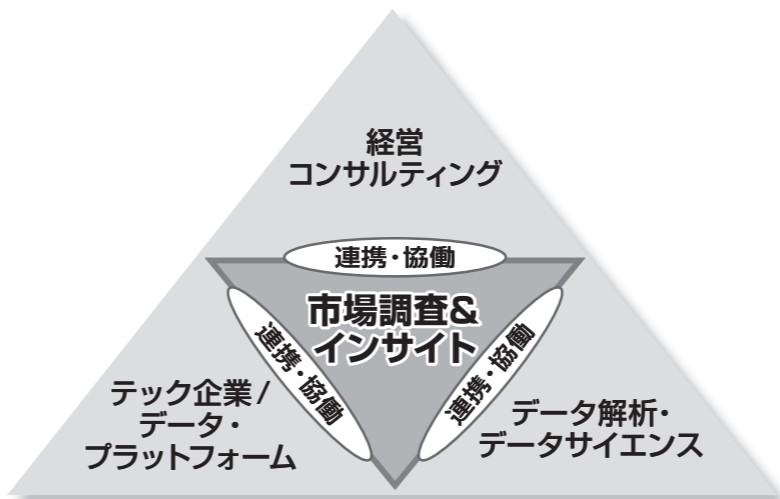 経営
コンサルティング
連携・協働
市場調査&
インサイト
連携・協働
連携・協働
テック企業/
データ・
プラットフォーム
データ解析・
データサイエンス